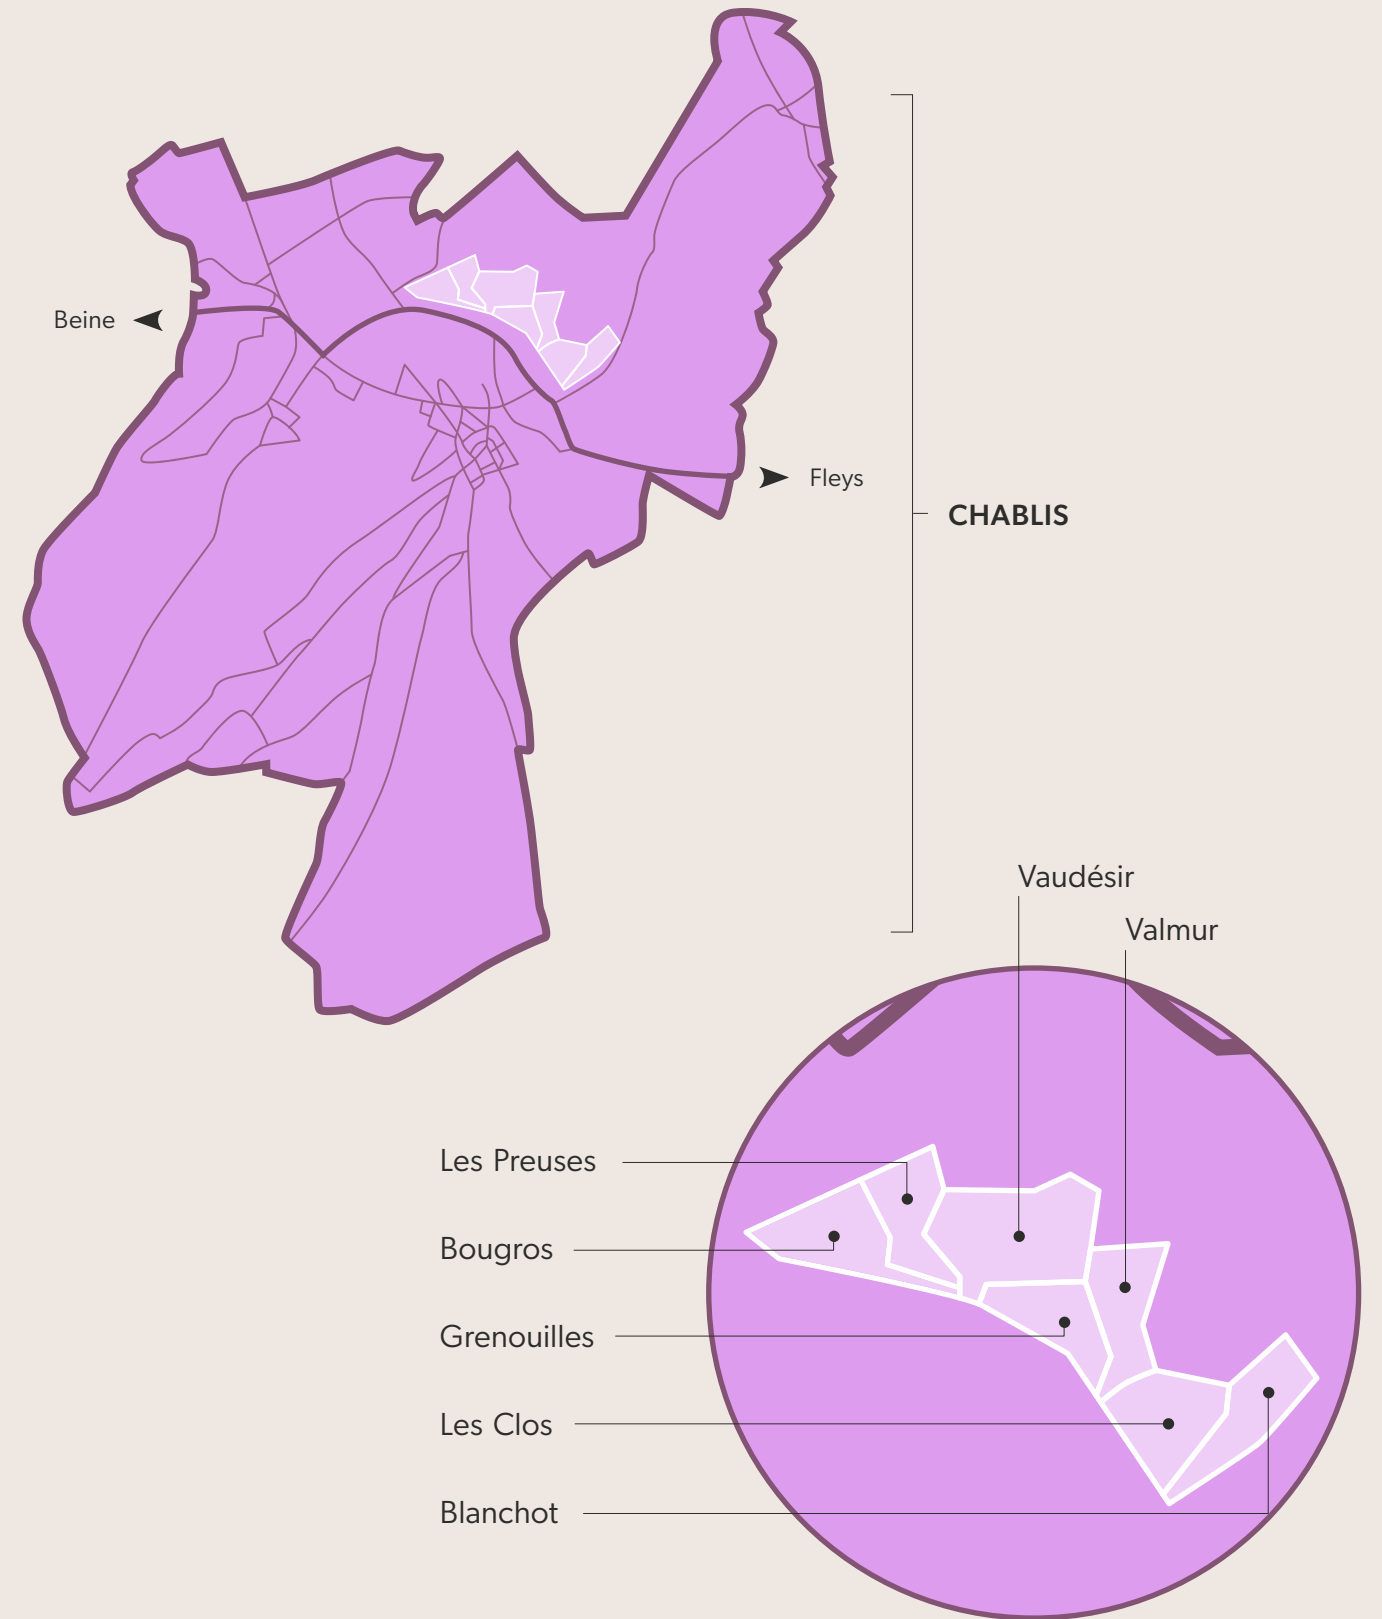 Beine
Fleys
CHABLIS
Vaudésir
Valmur
Les Preuses
Bougros
Grenouilles
Les Clos
Blanchot